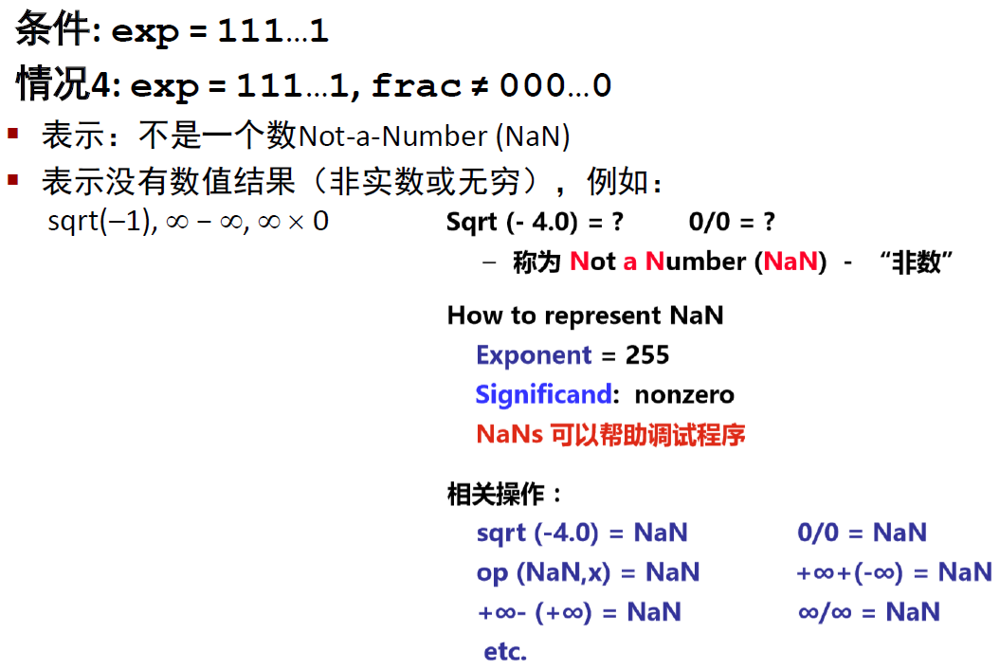 条件: exp = 111…1
情况4: exp = 111…1, frac ≠ 000…0
▪ 表示：不是一个数Not-a-Number (NaN)
▪ 表示没有数值结果（非实数或无穷），例如：
sqrt(–1), ∞ − ∞, ∞ × 0
Sqrt (- 4.0) = ? 0/0 = ?
– 称为 Not a Number (NaN) - “非数”
How to represent NaN
Exponent = 255
Significand: nonzero
NaNs 可以帮助调试程序
相关操作：
sqrt (-4.0) = NaN 0/0 = NaN
op (NaN,x) = NaN +∞+(-∞) = NaN
+∞- (+∞) = NaN ∞/∞ = NaN
etc.